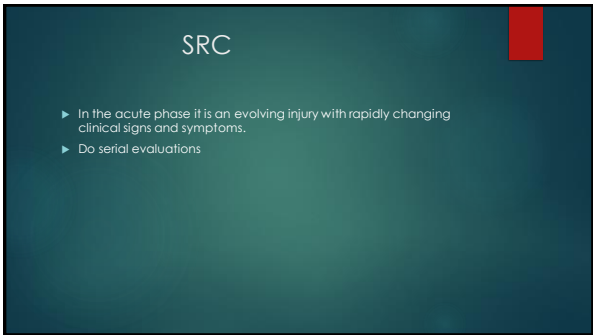 SRC
In the acute phase it is an evolving injury with rapidly changing
clinical signs and symptoms.
Do serial evaluations